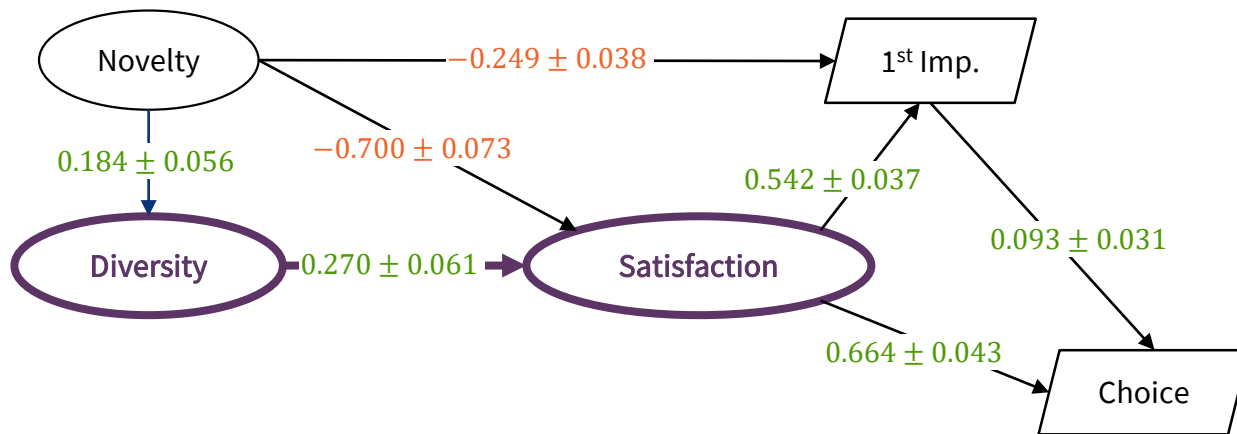 Novelty
−0.249 ± 0.038
1st Imp.
0.184 ± 0.056
−0.700 ± 0.073
0.542 ± 0.037
0.093 ± 0.031
Diversity
0.270 ± 0.061
Satisfaction
0.664 ± 0.043
Choice